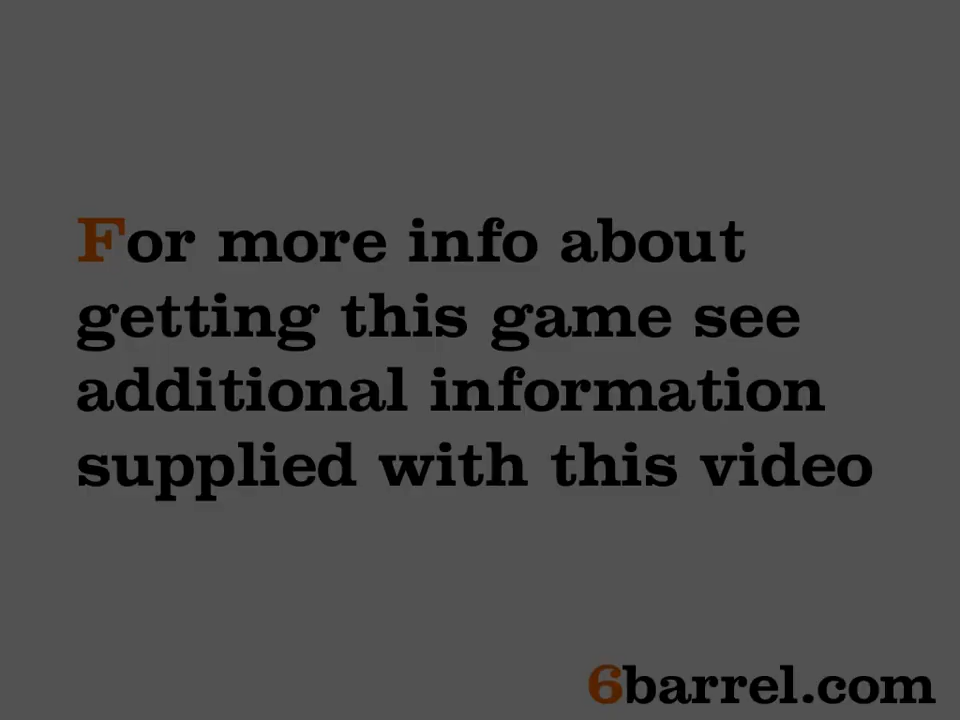 For more info about
getting this game see
additional information
supplied with this video
6barrel.com